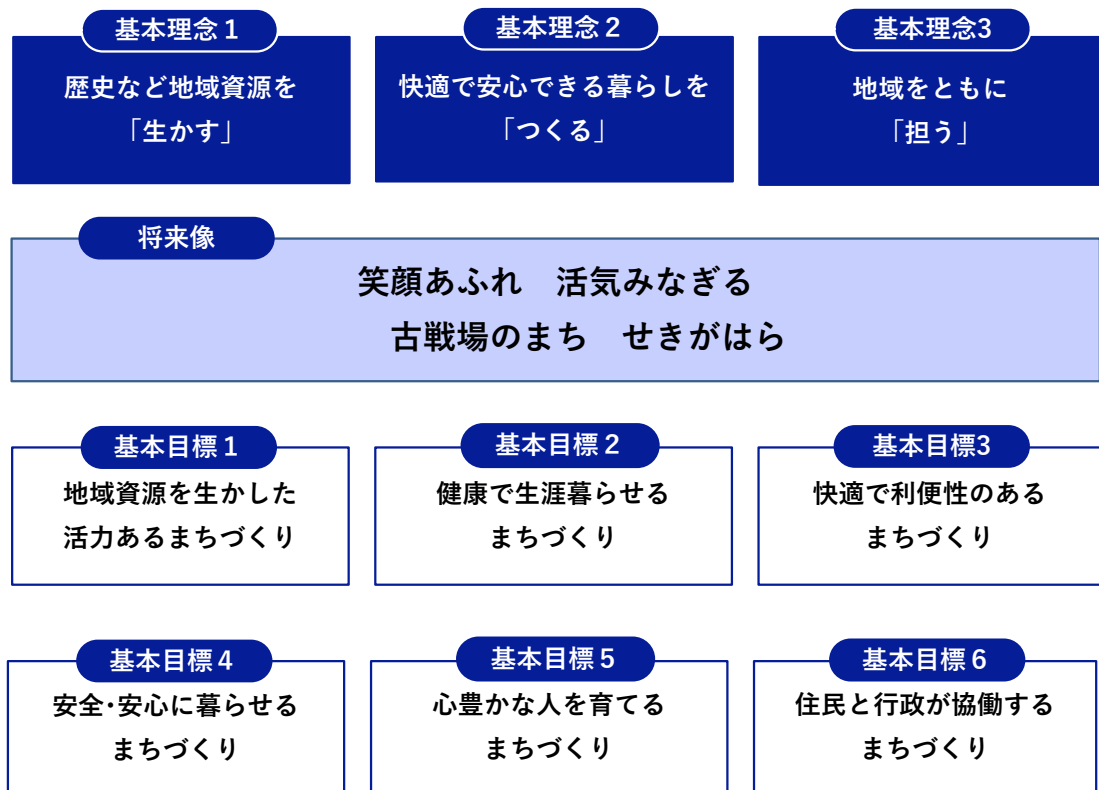 基本理念1
歴史など地域資源を
「生かす」
基本理念2
快適で安心できる暮らしを
「つくる」
基本理念3
地域をともに
「担う」
将来像
笑顔あふれ　活気みなぎる
古戦場のまち　せきがはら
基本目標1
地域資源を生かした
活力あるまちづくり
基本目標2
健康で生涯暮らせる
まちづくり
基本目標3
快適で利便性のある
まちづくり
基本目標4
安全・安心に暮らせる
まちづくり
基本目標5
心豊かな人を育てる
まちづくり
基本目標6
住民と行政が協働する
まちづくり